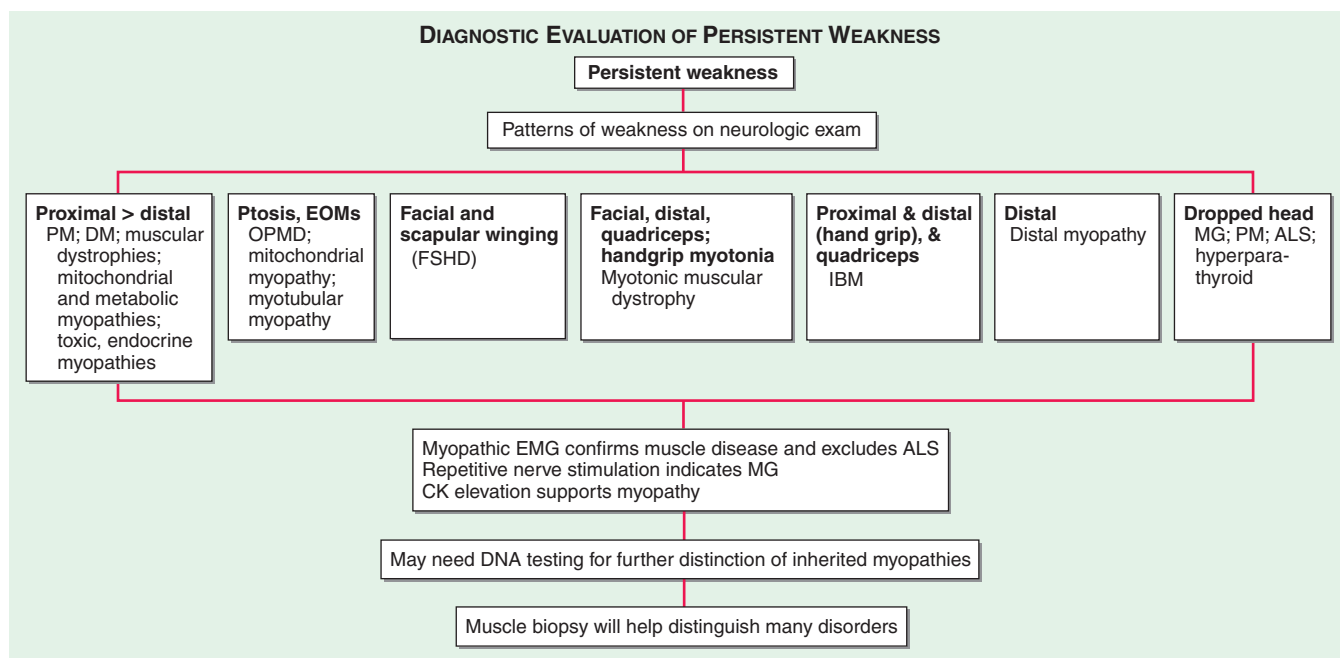 DIAGNOSTIC EVALUATION OF PERSISTENT WEAKNESS
Persistent weakness
Patterns of weakness on neurologic exam
Proximal > distal
PM; DM; muscular
dystrophies;
mitochondrial
and metabolic
myopathies;
toxic, endocrine
myopathies
Ptosis, EOMs
OPMD;
mitochondrial
myopathy;
myotubular
myopathy
Facial and
scapular winging
(FSHD)
Facial, distal,
quadriceps;
handgrip myotonia
Myotonic muscular
dystrophy
Proximal & distal
(hand grip), &
quadriceps
IBM
Distal
Distal myopathy
Dropped head
MG; PM; ALS;
hyperpara-
thyroid
Myopathic EMG confirms muscle disease and excludes ALS
Repetitive nerve stimulation indicates MG
CK elevation supports myopathy
May need DNA testing for further distinction of inherited myopathies
Muscle biopsy will help distinguish many disorders